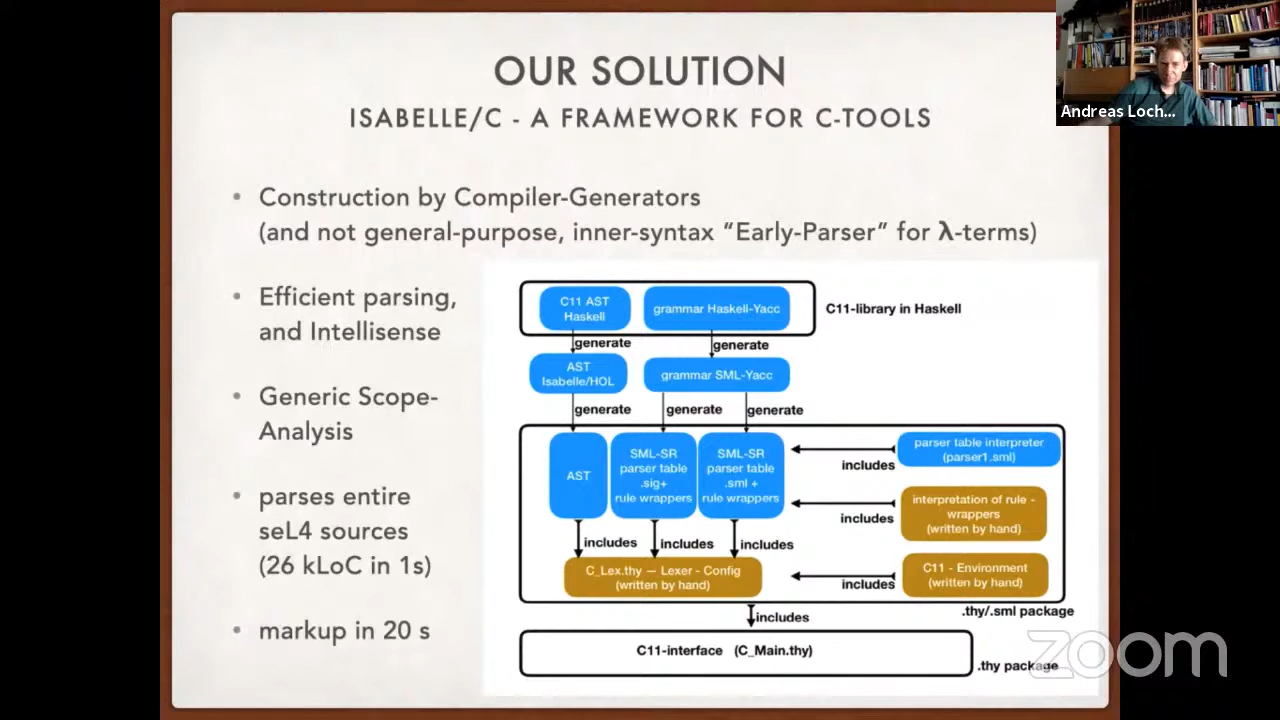 OUR SOLUTION
ISABELLE/C - A FRAMEWORK FOR C-TOOLS
Andreas Loch...
• Construction by Compiler-Generators
(and not general-purpose, inner-syntax “Early-Parser” for λ-terms)
• Efficient parsing,
and Intellisense
• Generic Scope-
Analysis
• parses entire
seL4 sources
(26 kLoC in 1s)
• markup in 20 s
C11 AST
Haskell
grammar Haskell-Yacc
C11-library in Haskell
generate
generate
AST
Isabelle/HOL
grammar SML-Yacc
generate
generate
generate
AST
SML-SR
parser table
.sig+
rule wrappers
SML-SR
parser table
.sml +
rule wrappers
includes
parser table interpreter
(parser1.sml)
includes
interpretation of rule -
wrappers
(written by hand)
includes
includes
includes
C_Lex.thy — Lexer - Config
(written by hand)
includes
C11 - Environment
(written by hand)
.thy/.sml package
includes
C11-interface (C_Main.thy)
.thy package
zoom